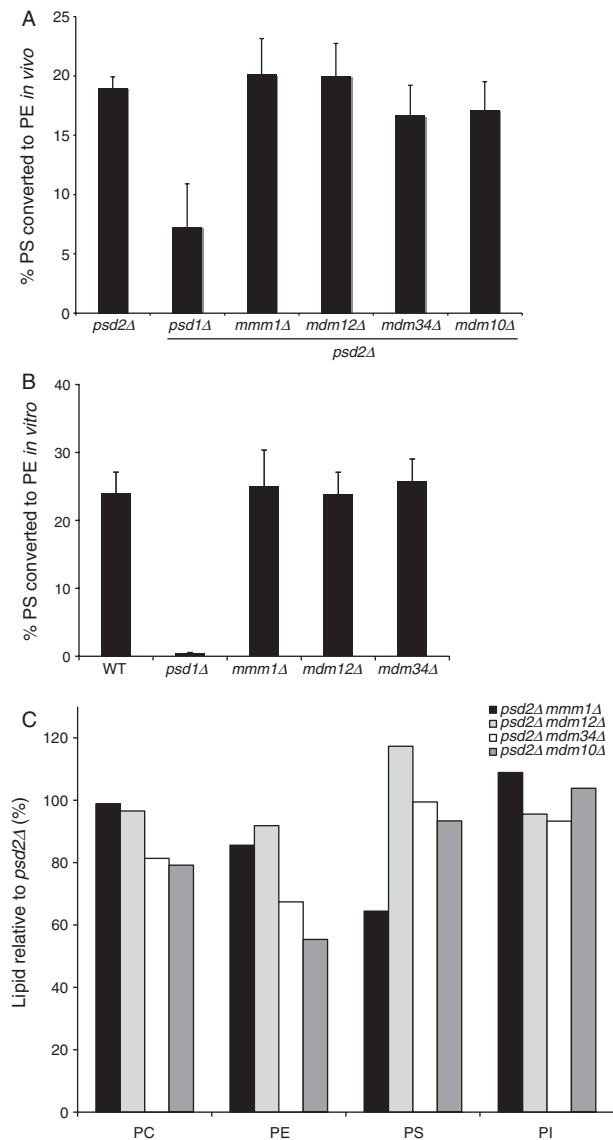 A
% PS converted to PE in vivo
25
20
15
10
5
0
psd2Δ psd1Δ mmm1Δ mdm12Δ mdm34Δ mdm10Δ
psd2Δ
B
% PS converted to PE in vitro
40
30
20
10
0
WT psd1Δ mmm1Δ mdm12Δ mdm34Δ
C
psd2Δ mmm1Δ
psd2Δ mdm12Δ
psd2Δ mdm34Δ
psd2Δ mdm10Δ
Lipid relative to psd2Δ (%)
120
100
80
60
40
20
0
PC PE PS PI